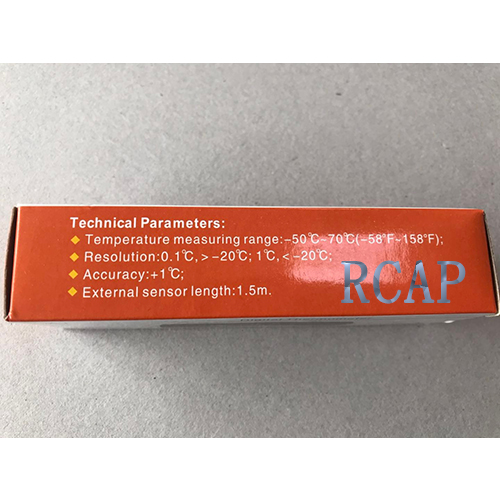 Technical Parameters:
◆ Temperature measuring range:-50℃~70℃(-58°F~158°F);
◆ Resolution:0.1℃,>-20℃; 1℃,<-20℃;
◆ Accuracy:+1℃;
◆ External sensor length:1.5m.
RCAP